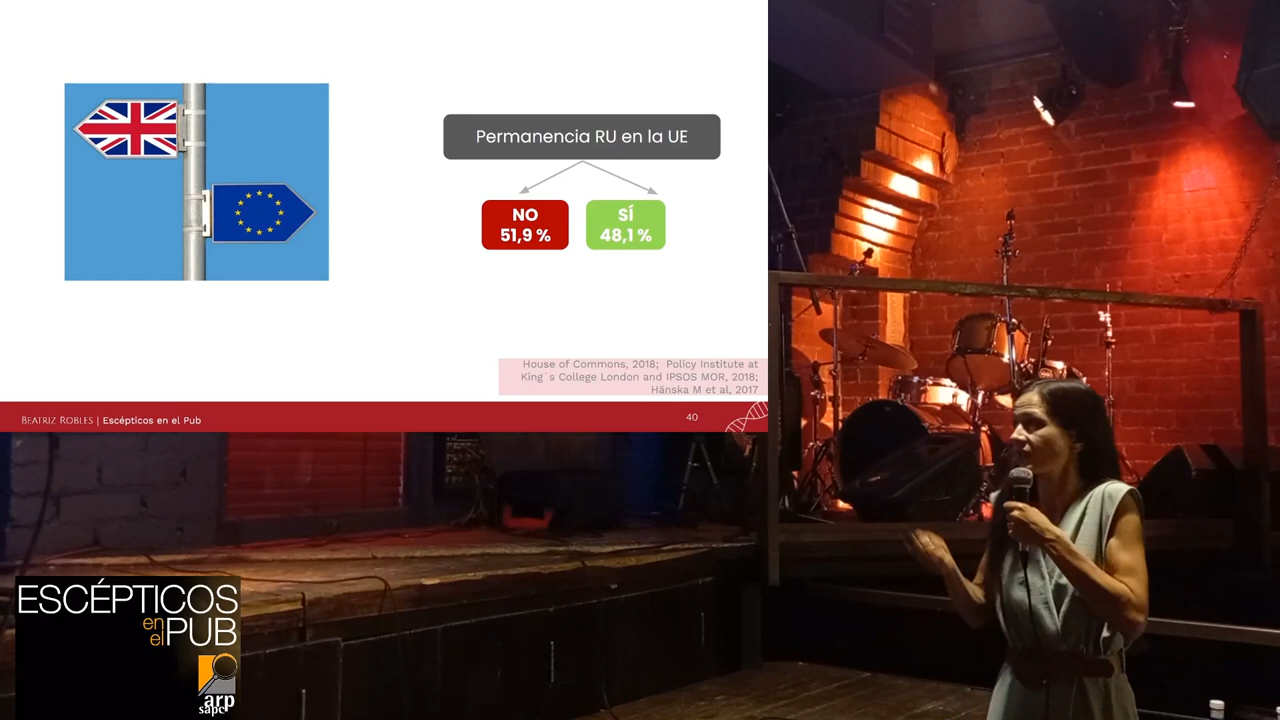 Permanencia RU en la UE
NO
51,9 %
SÍ
48,1 %
House of Commons, 2018; Policy Institute at
King´s College London and IPSOS MOR, 2018;
Hänska M et al, 2017
BEATRIZ ROBLES | Escépticos en el Pub
40
ESCÉPTICOS
en
el PUB
arp
sapc